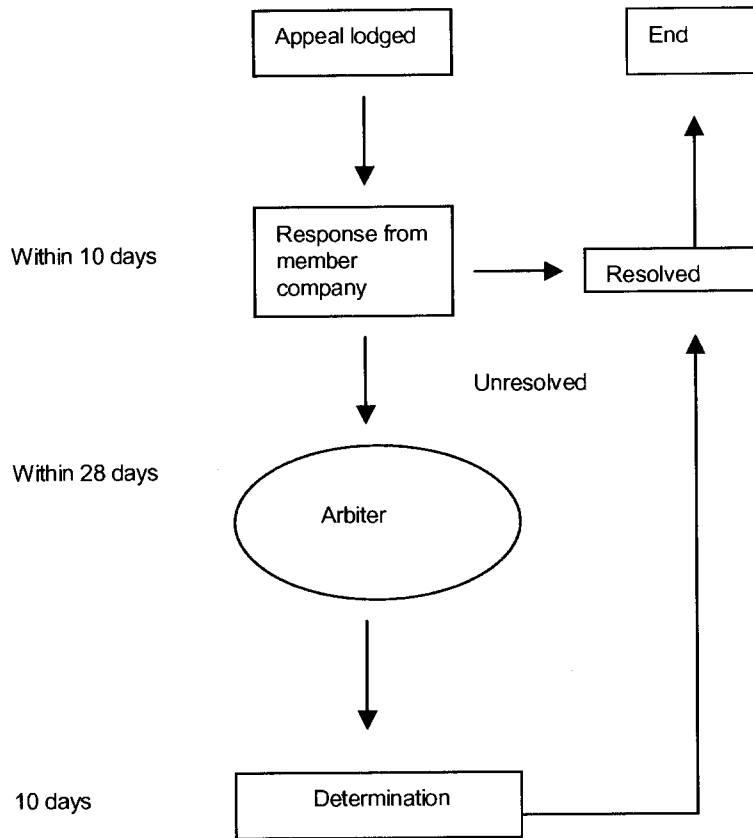 Appeal lodged
End
Within 10 days
Response from
member
company
Resolved
Unresolved
Within 28 days
Arbiter
10 days
Determination